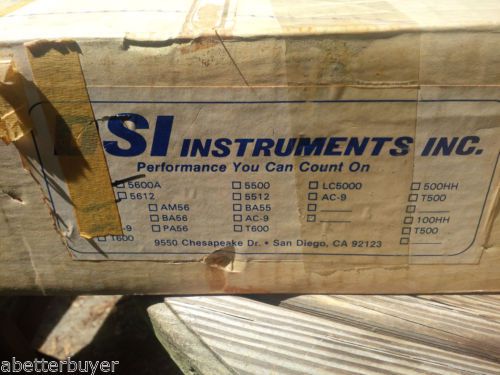 SI INSTRUMENTS INC.
Performance You Can Count On
5600A 5500 LC5000 500HH
5612 5512 AC-9 T500
AM56 BA55
BA56 AC-9 100HH
-9 PA56 T600 T500
T600
9550 Chesapeake Dr. • San Diego, CA 92123
abetterbuyer
abetterbuyer